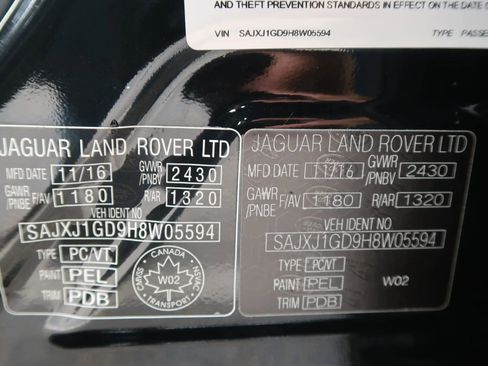 AND THEFT PREVENTION STANDARDS IN EFFECT ON THE DATE O
VIN SAJXJ1GD9H8W05594 TYPE PASSE
JAGUAR LAND ROVER LTD
MFD DATE 11/16 GVWR/PNBV 2430
GAWR/PNBE F/AV 1180 R/AR 1320
VEH IDENT NO
SAJXJ1GD9H8W05594
TYPE PC/VT
PAINT PEL
TRIM PDB
CANADA
W02
TRANSPORT
JAGUAR LAND ROVER LTD
MFD DATE 11/16 GVWR/PNBV 2430
GAWR/PNBE F/AV 1180 R/AR 1320
VEH IDENT NO
SAJXJ1GD9H8W05594
TYPE PC/VT
PAINT PEL W02
TRIM PDB